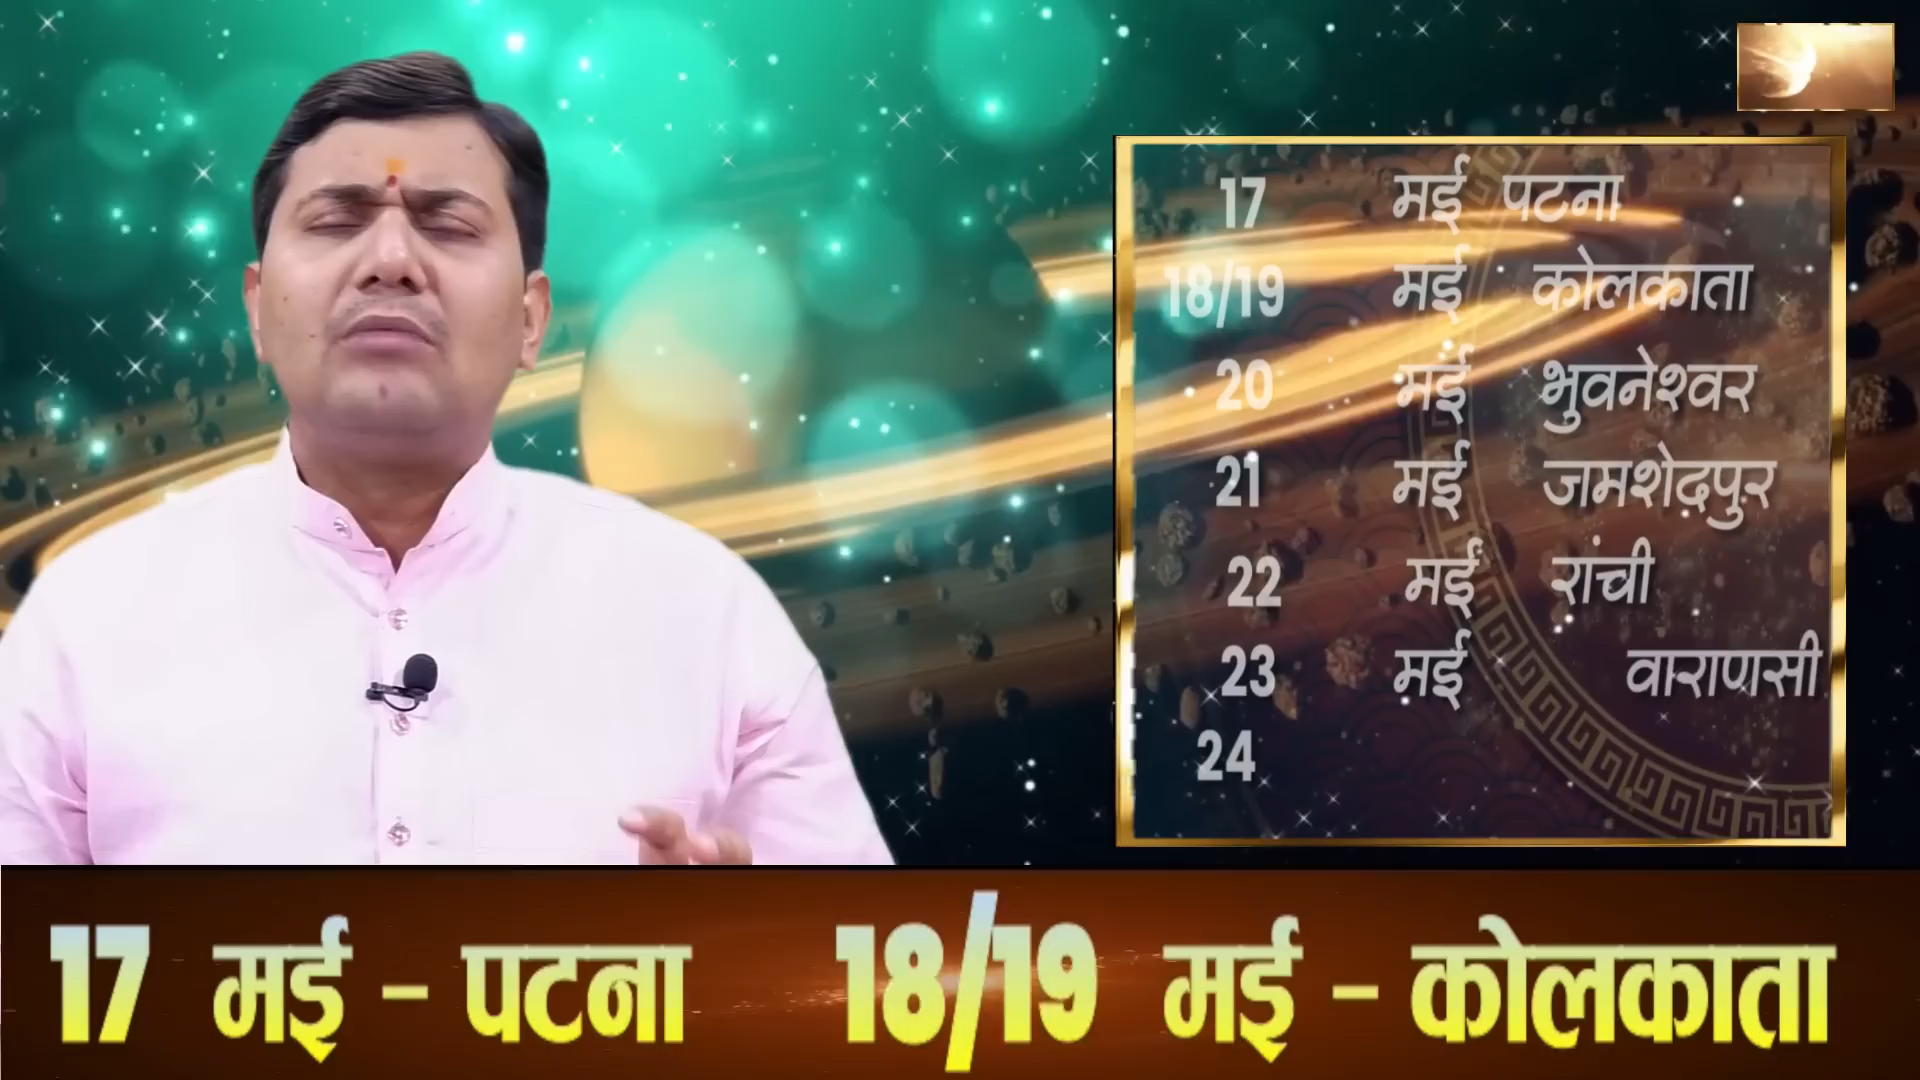 17 मई पटना
18/19 मई कोलकाता
20 मई भुवनेश्वर
21 मई जमशेदपुर
22 मई रांची
23 मई वाराणसी
24
17 मई - पटना 18/19 मई - कोलकाता